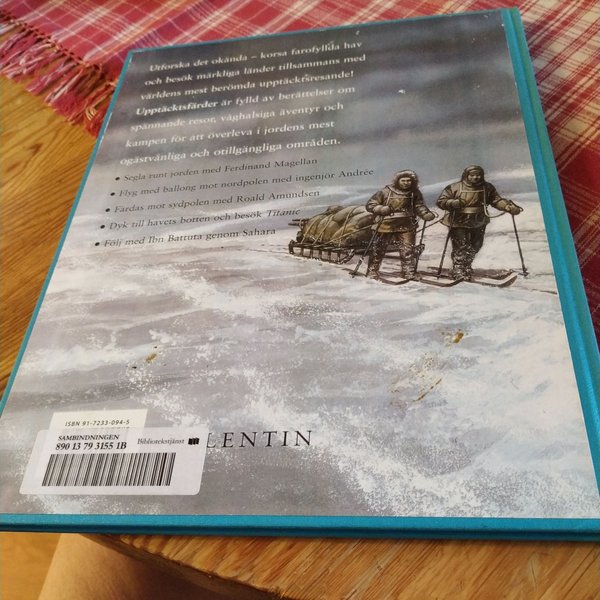 Utforska det okända – korsa farofyllda hav
och besök märkliga länder tillsammans med
världens mest berömda upptäcktsresande!
Upptäcktsfärder är fylld av berättelser om
spännande resor, våghalsiga äventyr och
kampen för att överleva i jordens mest
ogästvänliga och otillgängliga områden.
• Segla runt jorden med Ferdinand Magellan
• Flyg med ballong mot nordpolen med ingenjör Andrée
• Färdas mot sydpolen med Roald Amundsen
• Dyk till havets botten och besök Titanic
• Följ med Ibn Battuta genom Sahara
ISBN 91-7233-094-5
SAMBINDNINGEN
890 13 79 3155 1B
Bibliotekstjänst
LENTIN